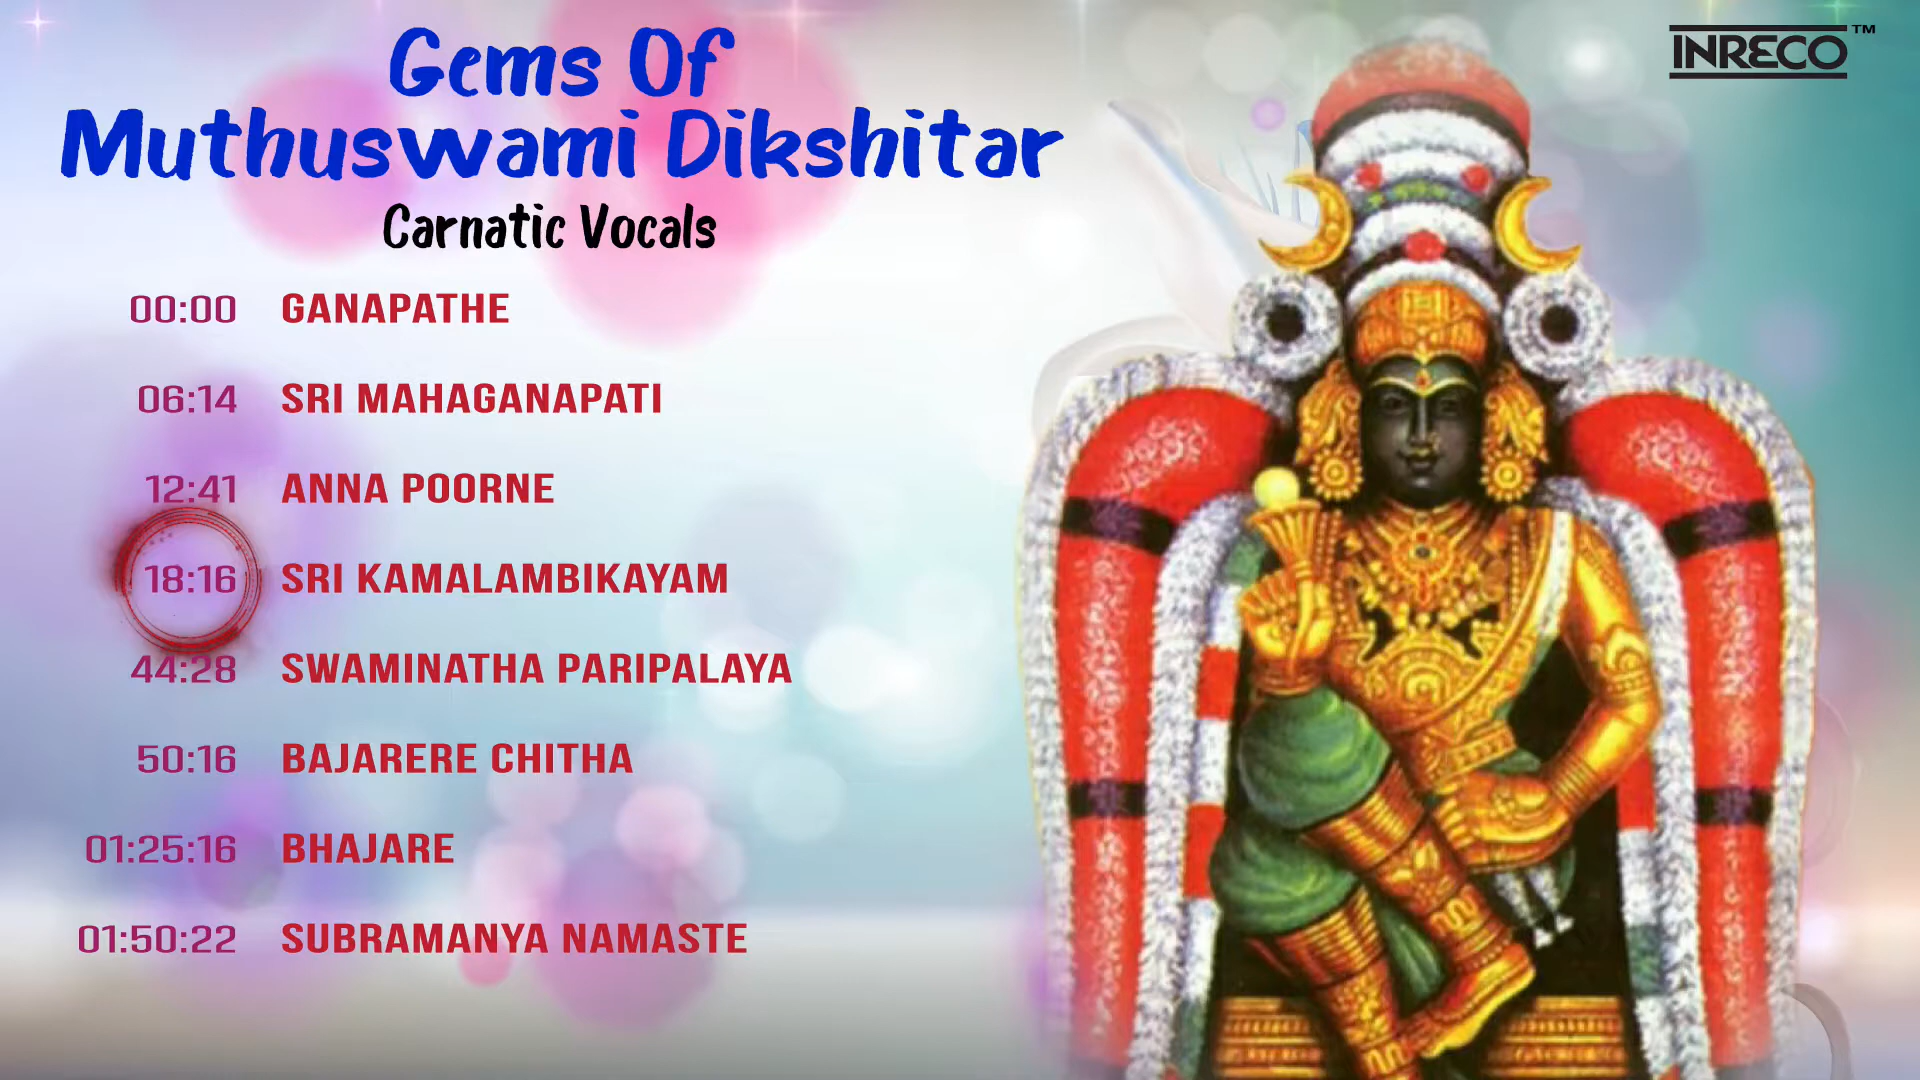 Gems Of
Muthuswami Dikshitar
Carnatic Vocals
INRECO™
00:00 GANAPATHE
06:14 SRI MAHAGANAPATI
12:41 ANNA POORNE
18:16 SRI KAMALAMBIKAYAM
44:28 SWAMINATHA PARIPALAYA
50:16 BAJARERE CHITHA
01:25:16 BHAJARE
01:50:22 SUBRAMANYA NAMASTE